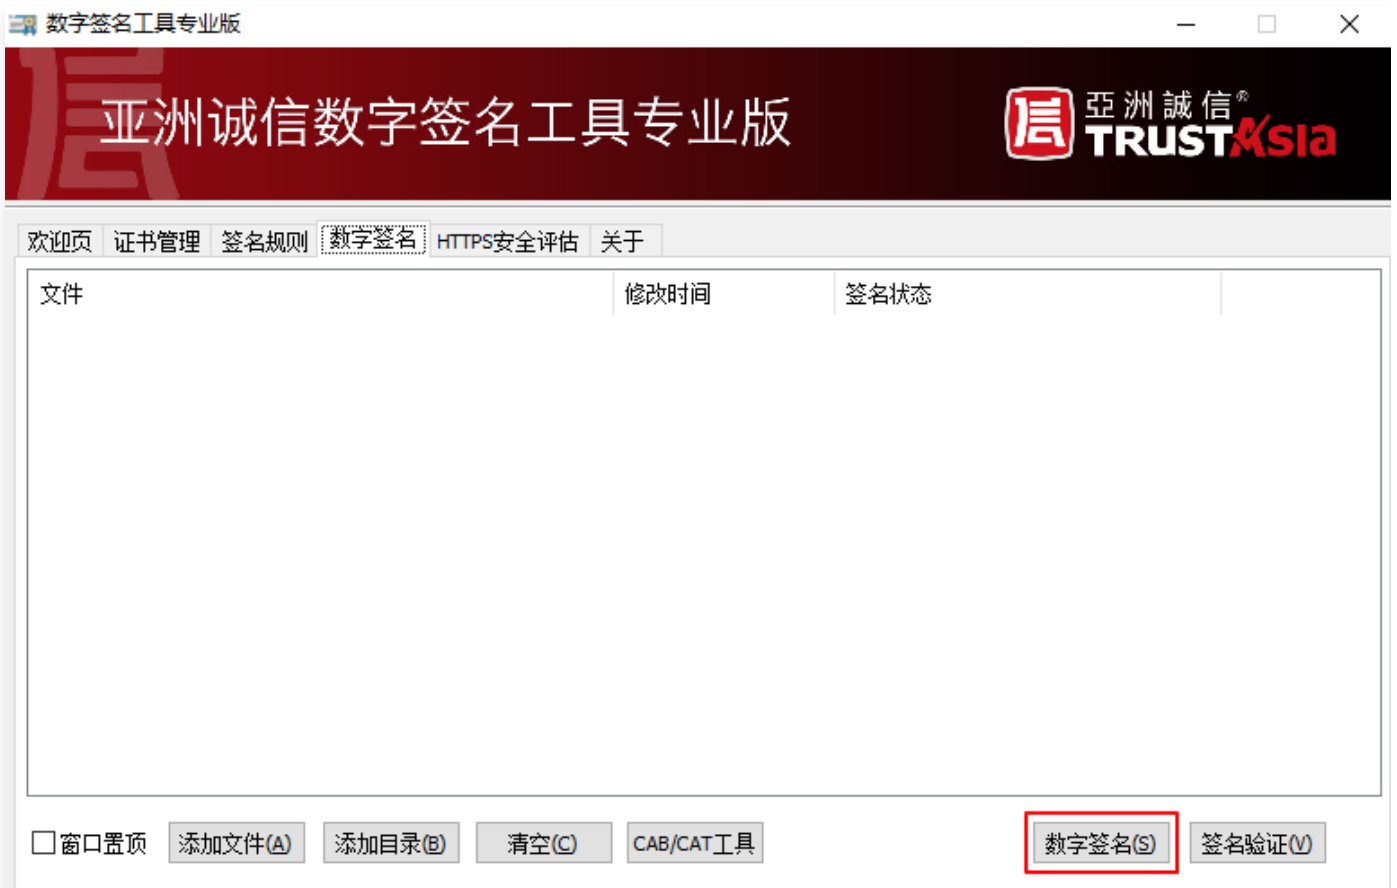 数字签名工具专业版
信
亚洲诚信数字签名工具专业版
信
亞洲誠信®
TRUSTAsia
欢迎页 证书管理 签名规则 数字签名 HTTPS安全评估 关于
文件 修改时间 签名状态
窗口置顶 添加文件(A) 添加目录(B) 清空(C) CAB/CAT工具 数字签名(S) 签名验证(V)